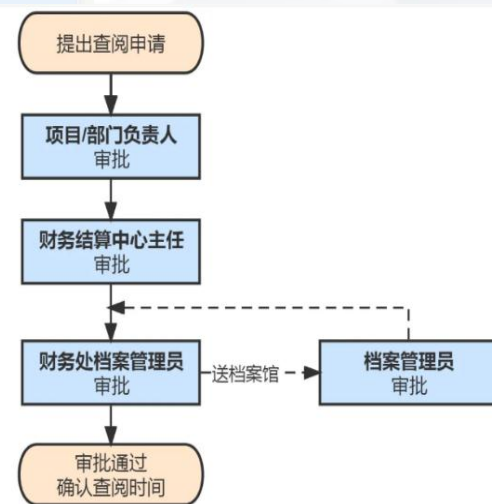 提出查阅申请
项目/部门负责人
审批
财务结算中心主任
审批
财务处档案管理员
审批
送档案馆
档案管理员
审批
审批通过
确认查阅时间